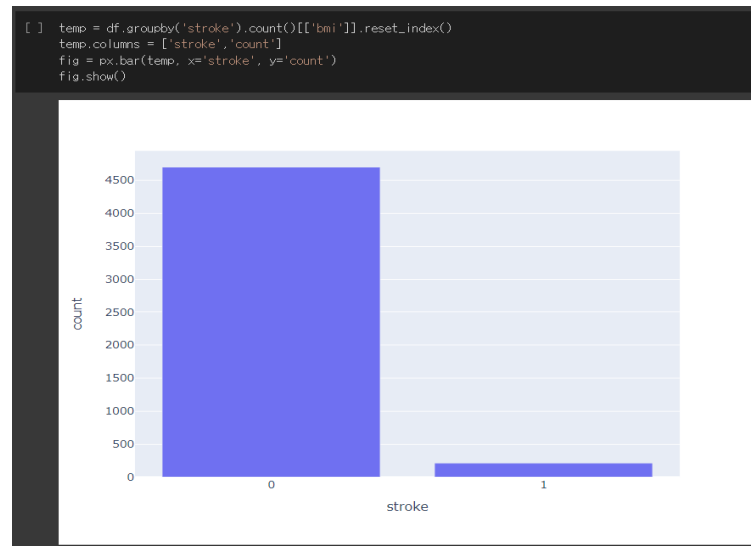 [ ] temp = df.groupby('stroke').count()[['bmi']].reset_index()
temp.columns = ['stroke','count']
fig = px.bar(temp, x='stroke', y='count')
fig.show()
4500
4000
3500
3000
2500
2000
1500
1000
500
0
count
0 1
stroke